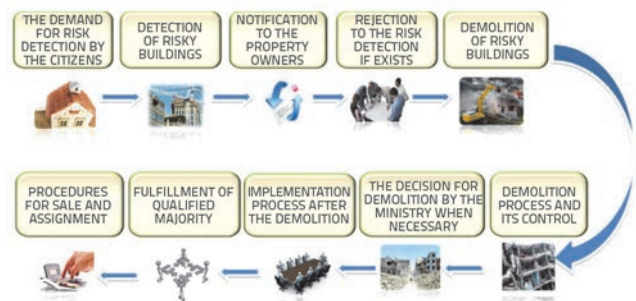 THE DEMAND
FOR RISK
DETECTION BY
THE CITIZENS
DETECTION
OF RISKY
BUILDINGS
NOTIFICATION
TO THE
PROPERTY
OWNERS
REJECTION
TO THE RISK
DETECTION
IF EXISTS
DEMOLITION
OF RISKY
BUILDINGS
DEMOLITION
PROCESS AND
ITS CONTROL
THE DECISION FOR
DEMOLITION BY THE
MINISTRY WHEN
NECESSARY
IMPLEMENTATION
PROCESS AFTER
THE DEMOLITION
FULFILLMENT OF
QUALIFIED
MAJORITY
PROCEDURES
FOR SALE AND
ASSIGNMENT